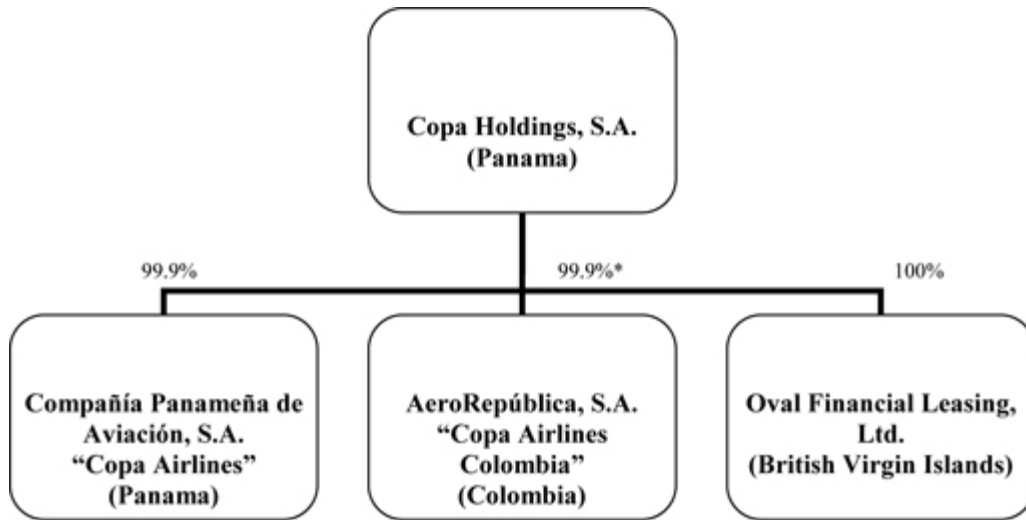 Copa Holdings, S.A.
(Panama)
99.9%
99.9%*
100%
Compañía Panameña de
Aviación, S.A.
“Copa Airlines”
(Panama)
AeroRepública, S.A.
“Copa Airlines
Colombia”
(Colombia)
Oval Financial Leasing,
Ltd.
(British Virgin Islands)